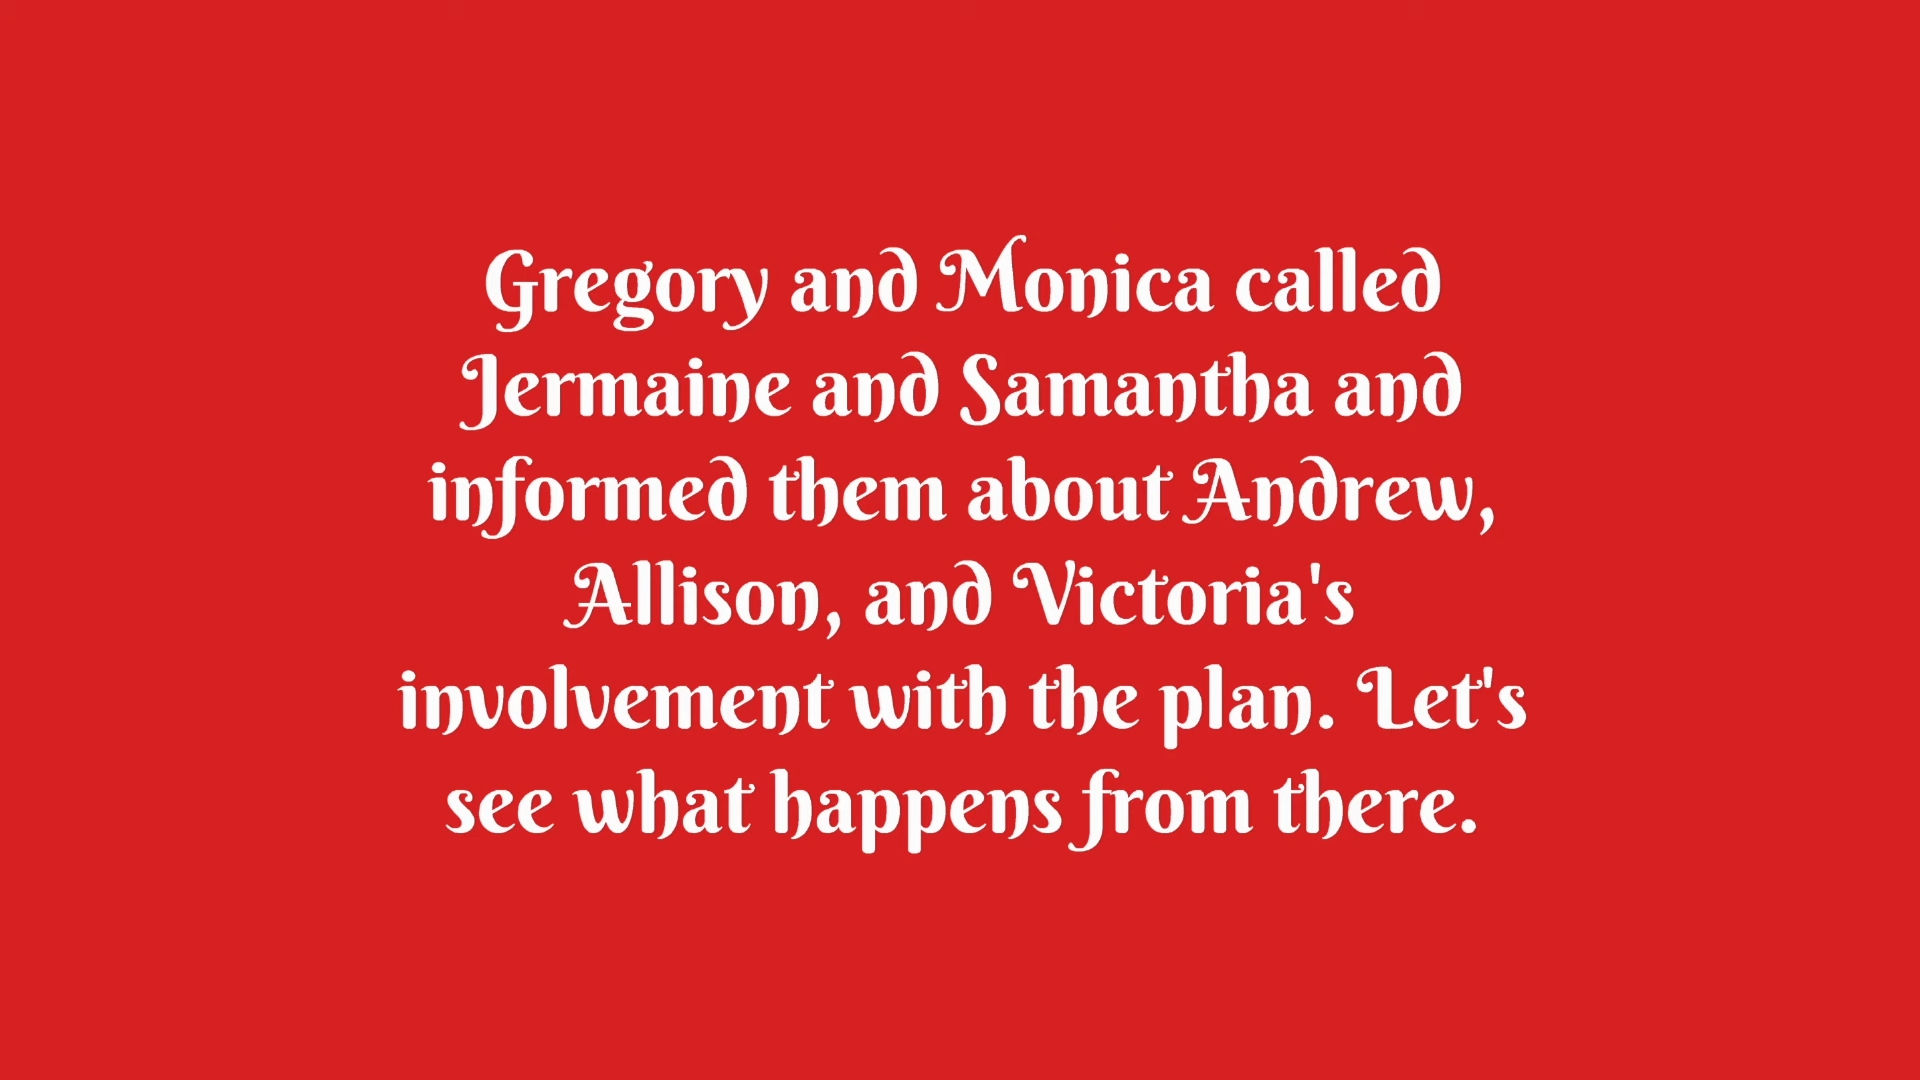 Gregory and Monica called
Jermaine and Samantha and
informed them about Andrew,
Allison, and Victoria's
involvement with the plan. Let's
see what happens from there.